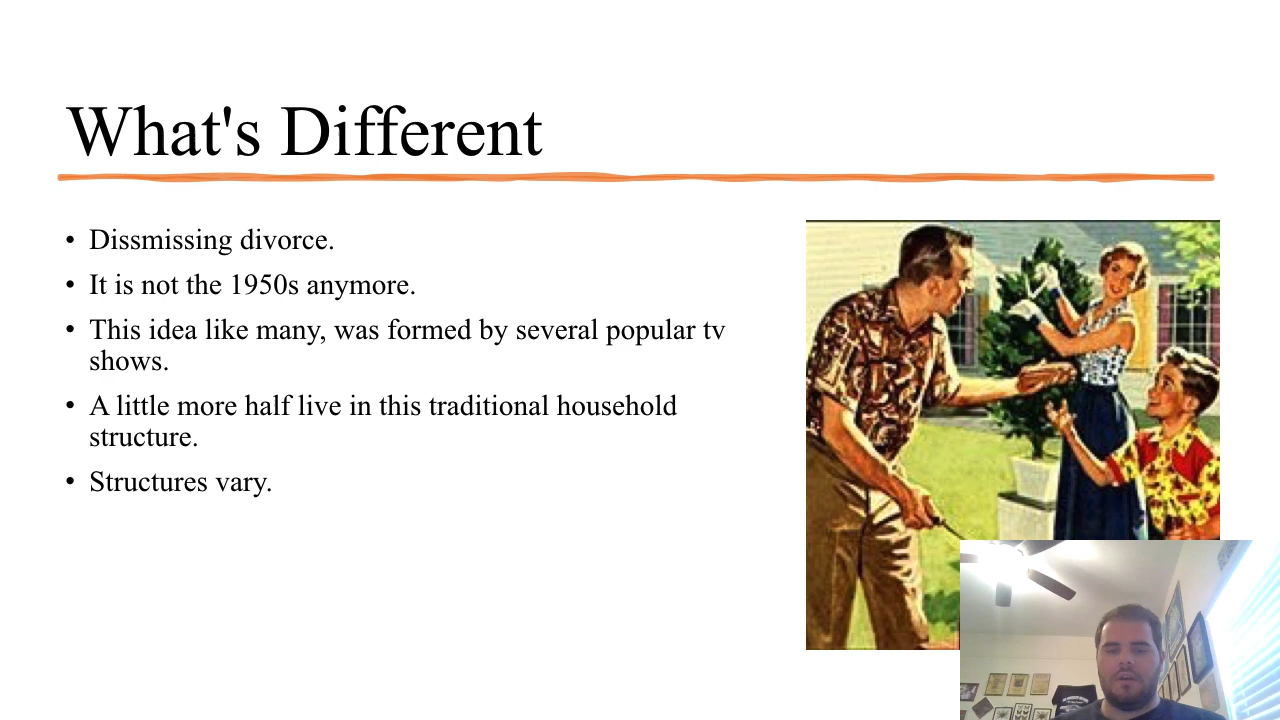 What's Different
• Dissmissing divorce.
• It is not the 1950s anymore.
• This idea like many, was formed by several popular tv
shows.
• A little more half live in this traditional household
structure.
• Structures vary.